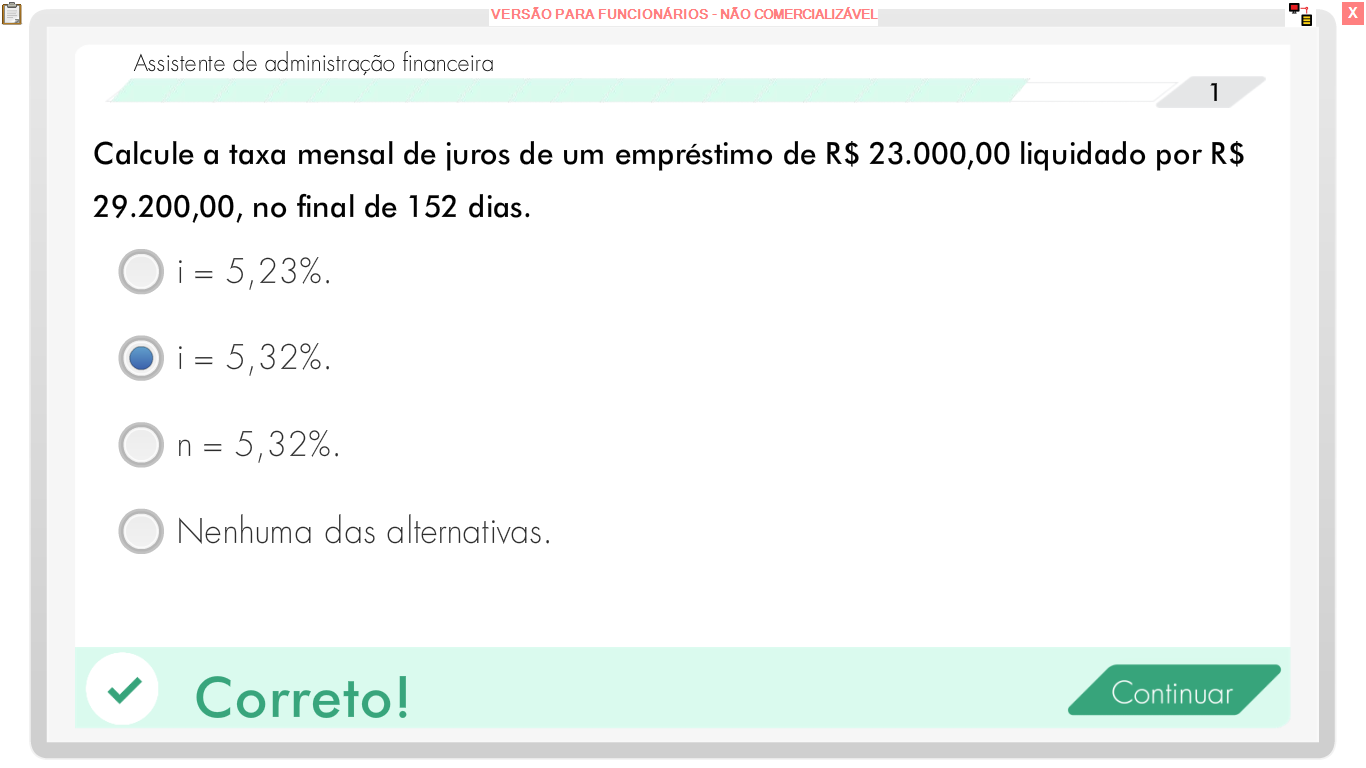 VERSÃO PARA FUNCIONÁRIOS - NÃO COMERCIALIZÁVEL
X
Assistente de administração financeira
1
Calcule a taxa mensal de juros de um empréstimo de R$ 23.000,00 liquidado por R$
29.200,00, no final de 152 dias.
i = 5,23%.
i = 5,32%.
n = 5,32%.
Nenhuma das alternativas.
Correto!
Continuar